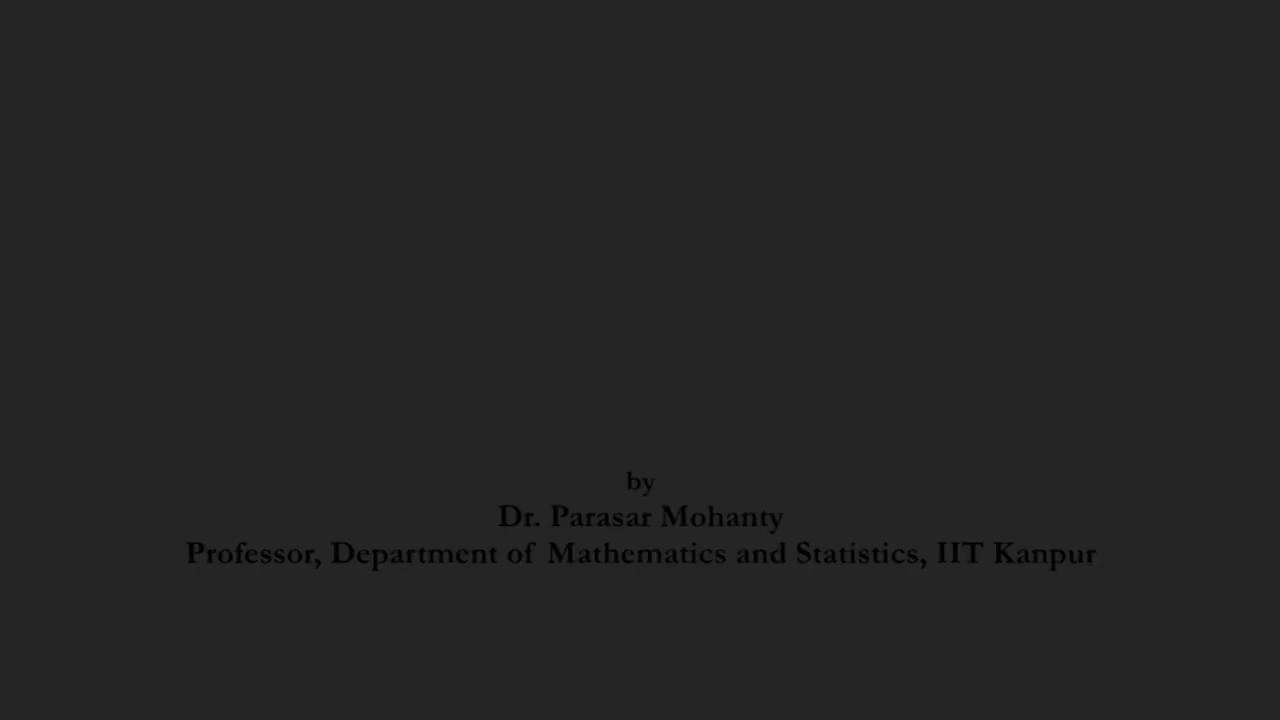 by
Dr. Parasar Mohanty
Professor, Department of Mathematics and Statistics, IIT Kanpur